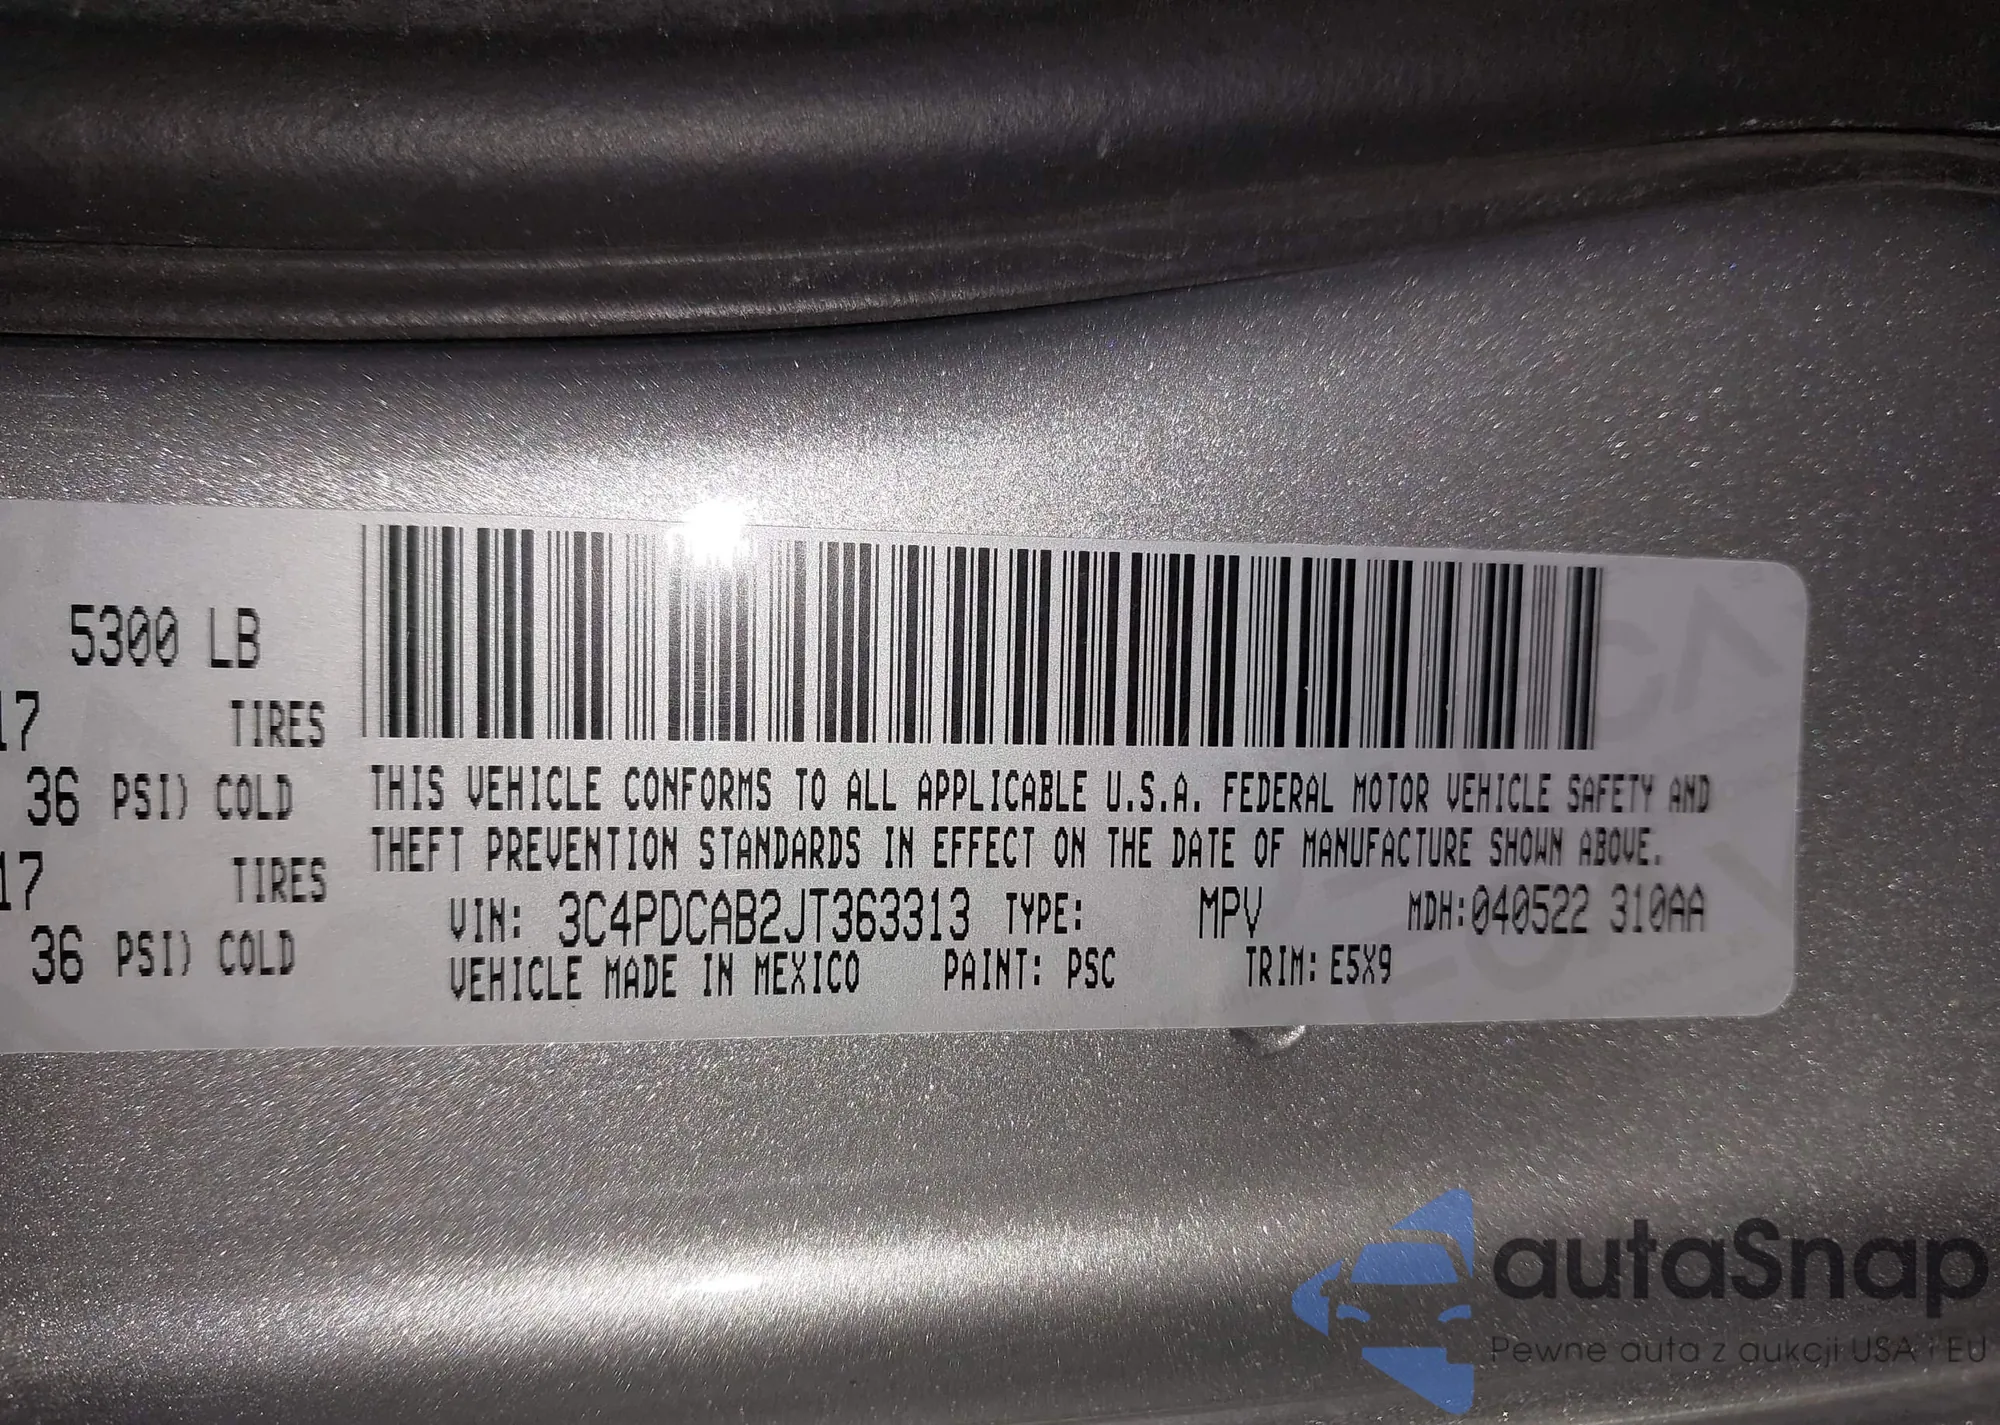 5300 LB
17 TIRES
36 PSI) COLD
17 TIRES
36 PSI) COLD
THIS VEHICLE CONFORMS TO ALL APPLICABLE U.S.A. FEDERAL MOTOR VEHICLE SAFETY AND
THEFT PREVENTION STANDARDS IN EFFECT ON THE DATE OF MANUFACTURE SHOWN ABOVE.
VIN: 3C4PDCAB2JT363313 TYPE: MPV MDH:040522 310AA
VEHICLE MADE IN MEXICO PAINT: PSC TRIM: E5X9
autaSnap
Pewne auta z aukcji USA i EU